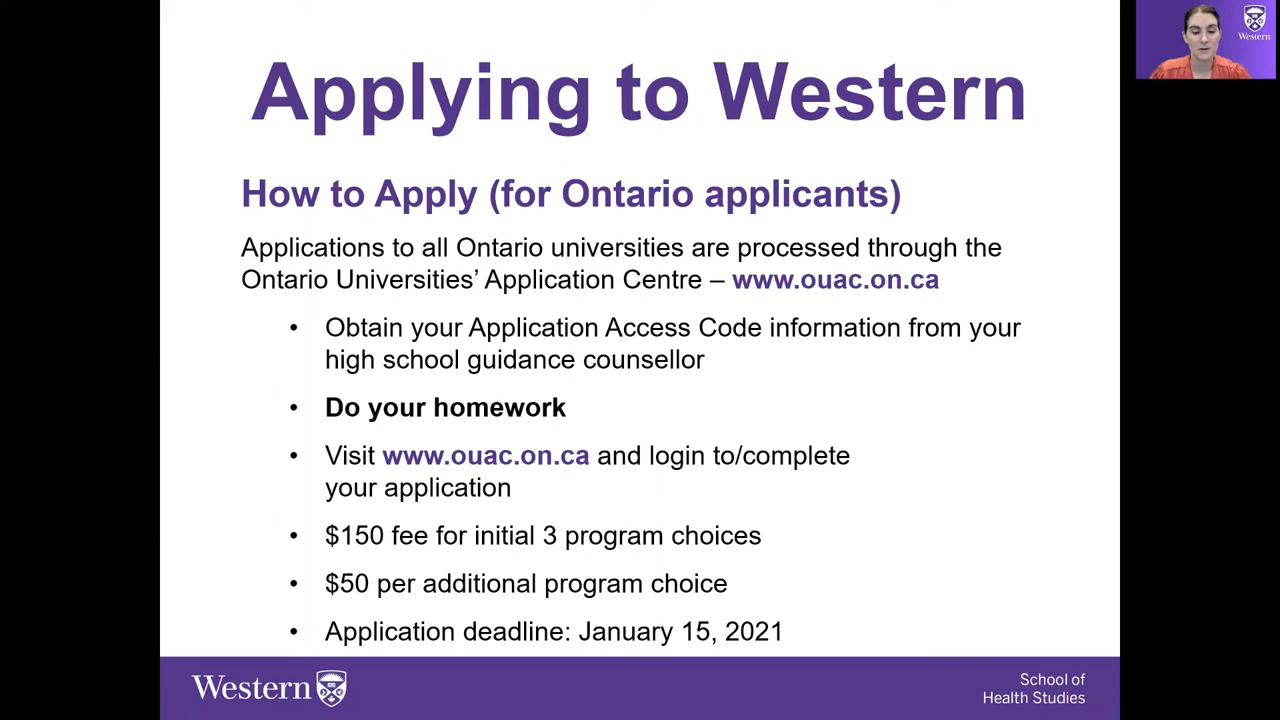 Applying to Western
Western
How to Apply (for Ontario applicants)
Applications to all Ontario universities are processed through the
Ontario Universities’ Application Centre – www.ouac.on.ca
• Obtain your Application Access Code information from your
high school guidance counsellor
• Do your homework
• Visit www.ouac.on.ca and login to/complete
your application
• $150 fee for initial 3 program choices
• $50 per additional program choice
• Application deadline: January 15, 2021
Western
School of
Health Studies